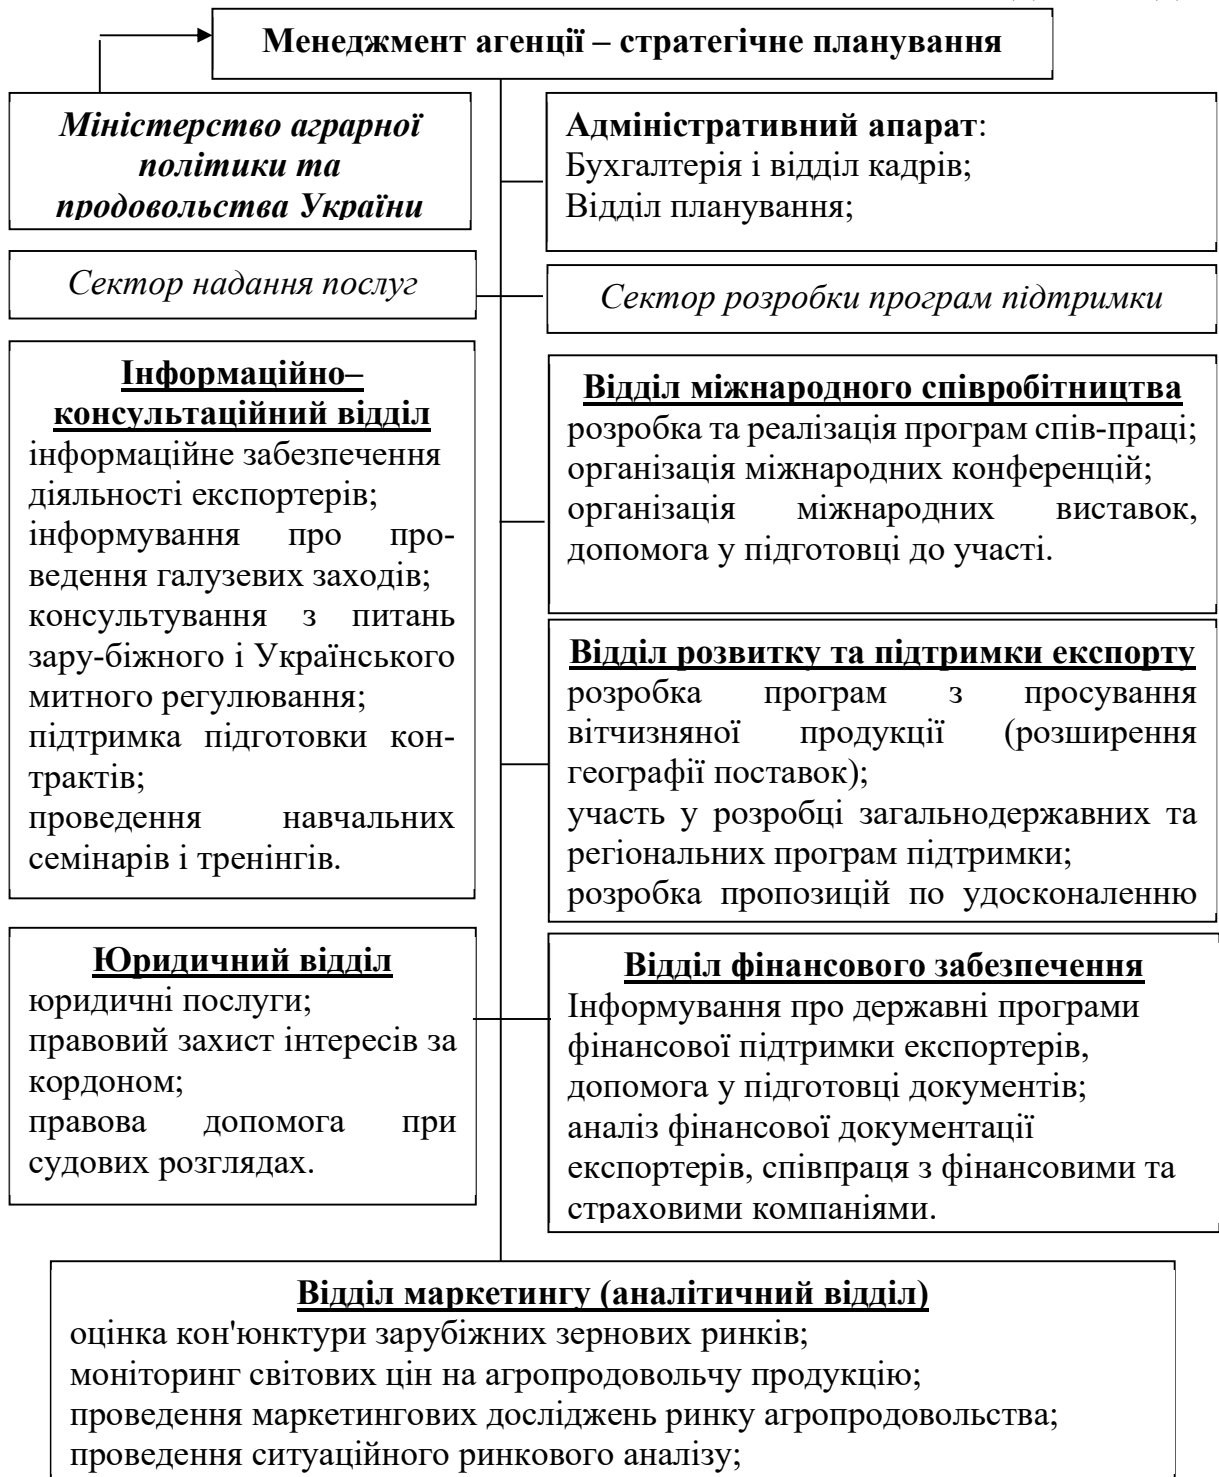 Менеджмент агенції – стратегічне планування
Міністерство аграрної
політики та
продовольства України
Адміністративний апарат:
Бухгалтерія і відділ кадрів;
Відділ планування;
Сектор надання послуг
Сектор розробки програм підтримки
Інформаційно–
консультаційний відділ
інформаційне забезпечення
діяльності експортерів;
інформування про про-
ведення галузевих заходів;
консультування з питань
зару-біжного і Українського
митного регулювання;
підтримка підготовки кон-
трактів;
проведення навчальних
семінарів і тренінгів.
Відділ міжнародного співробітництва
розробка та реалізація програм спів-праці;
організація міжнародних конференцій;
організація міжнародних виставок,
допомога у підготовці до участі.
Відділ розвитку та підтримки експорту
розробка програм з просування
вітчизняної продукції (розширення
географії поставок);
участь у розробці загальнодержавних та
регіональних програм підтримки;
розробка пропозицій по удосконаленню
Юридичний відділ
юридичні послуги;
правовий захист інтересів за
кордоном;
правова допомога при
судових розглядах.
Відділ фінансового забезпечення
Інформування про державні програми
фінансової підтримки експортерів,
допомога у підготовці документів;
аналіз фінансової документації
експортерів, співпраця з фінансовими та
страховими компаніями.
Відділ маркетингу (аналітичний відділ)
оцінка кон'юнктури зарубіжних зернових ринків;
моніторинг світових цін на агропродовольчу продукцію;
проведення маркетингових досліджень ринку агропродовольства;
проведення ситуаційного ринкового аналізу;